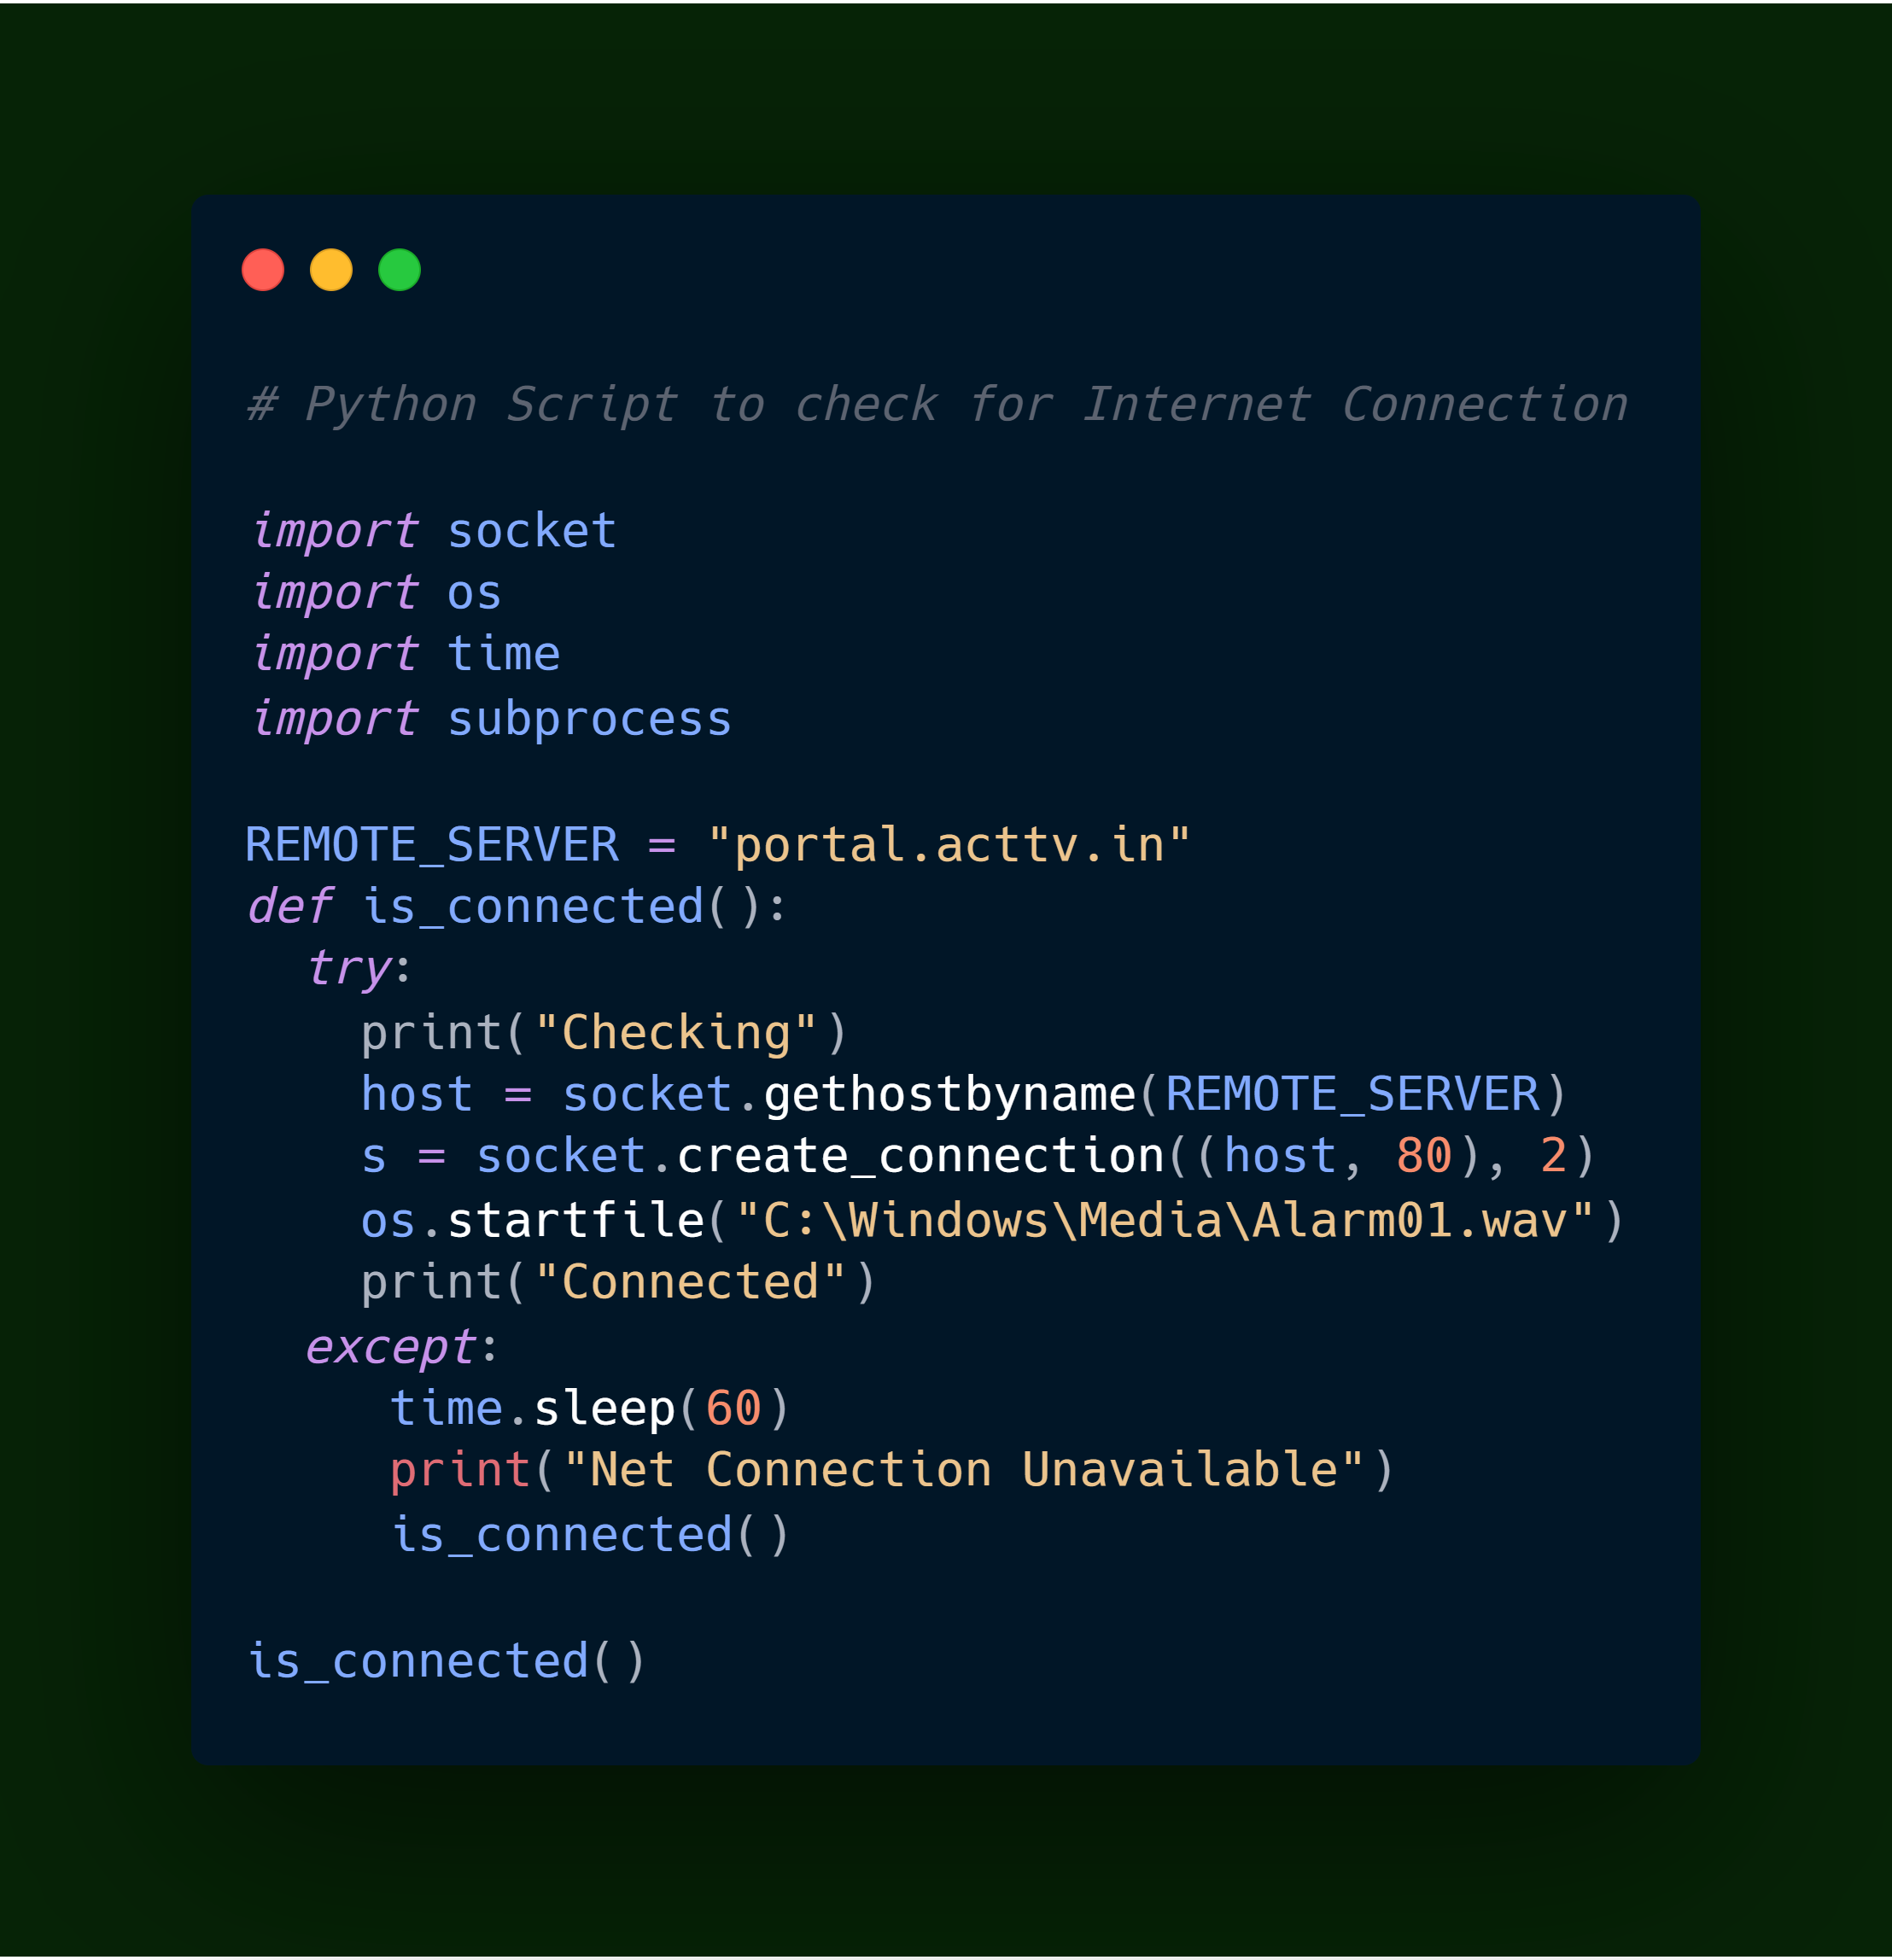 # Python Script to check for Internet Connection
import socket
import os
import time
import subprocess
REMOTE_SERVER = "portal.acttv.in"
def is_connected():
  try:
    print("Checking")
    host = socket.gethostbyname(REMOTE_SERVER)
    s = socket.create_connection((host, 80), 2)
    os.startfile("C:\Windows\Media\Alarm01.wav")
    print("Connected")
  except:
     time.sleep(60)
     print("Net Connection Unavailable")
     is_connected()
is_connected()